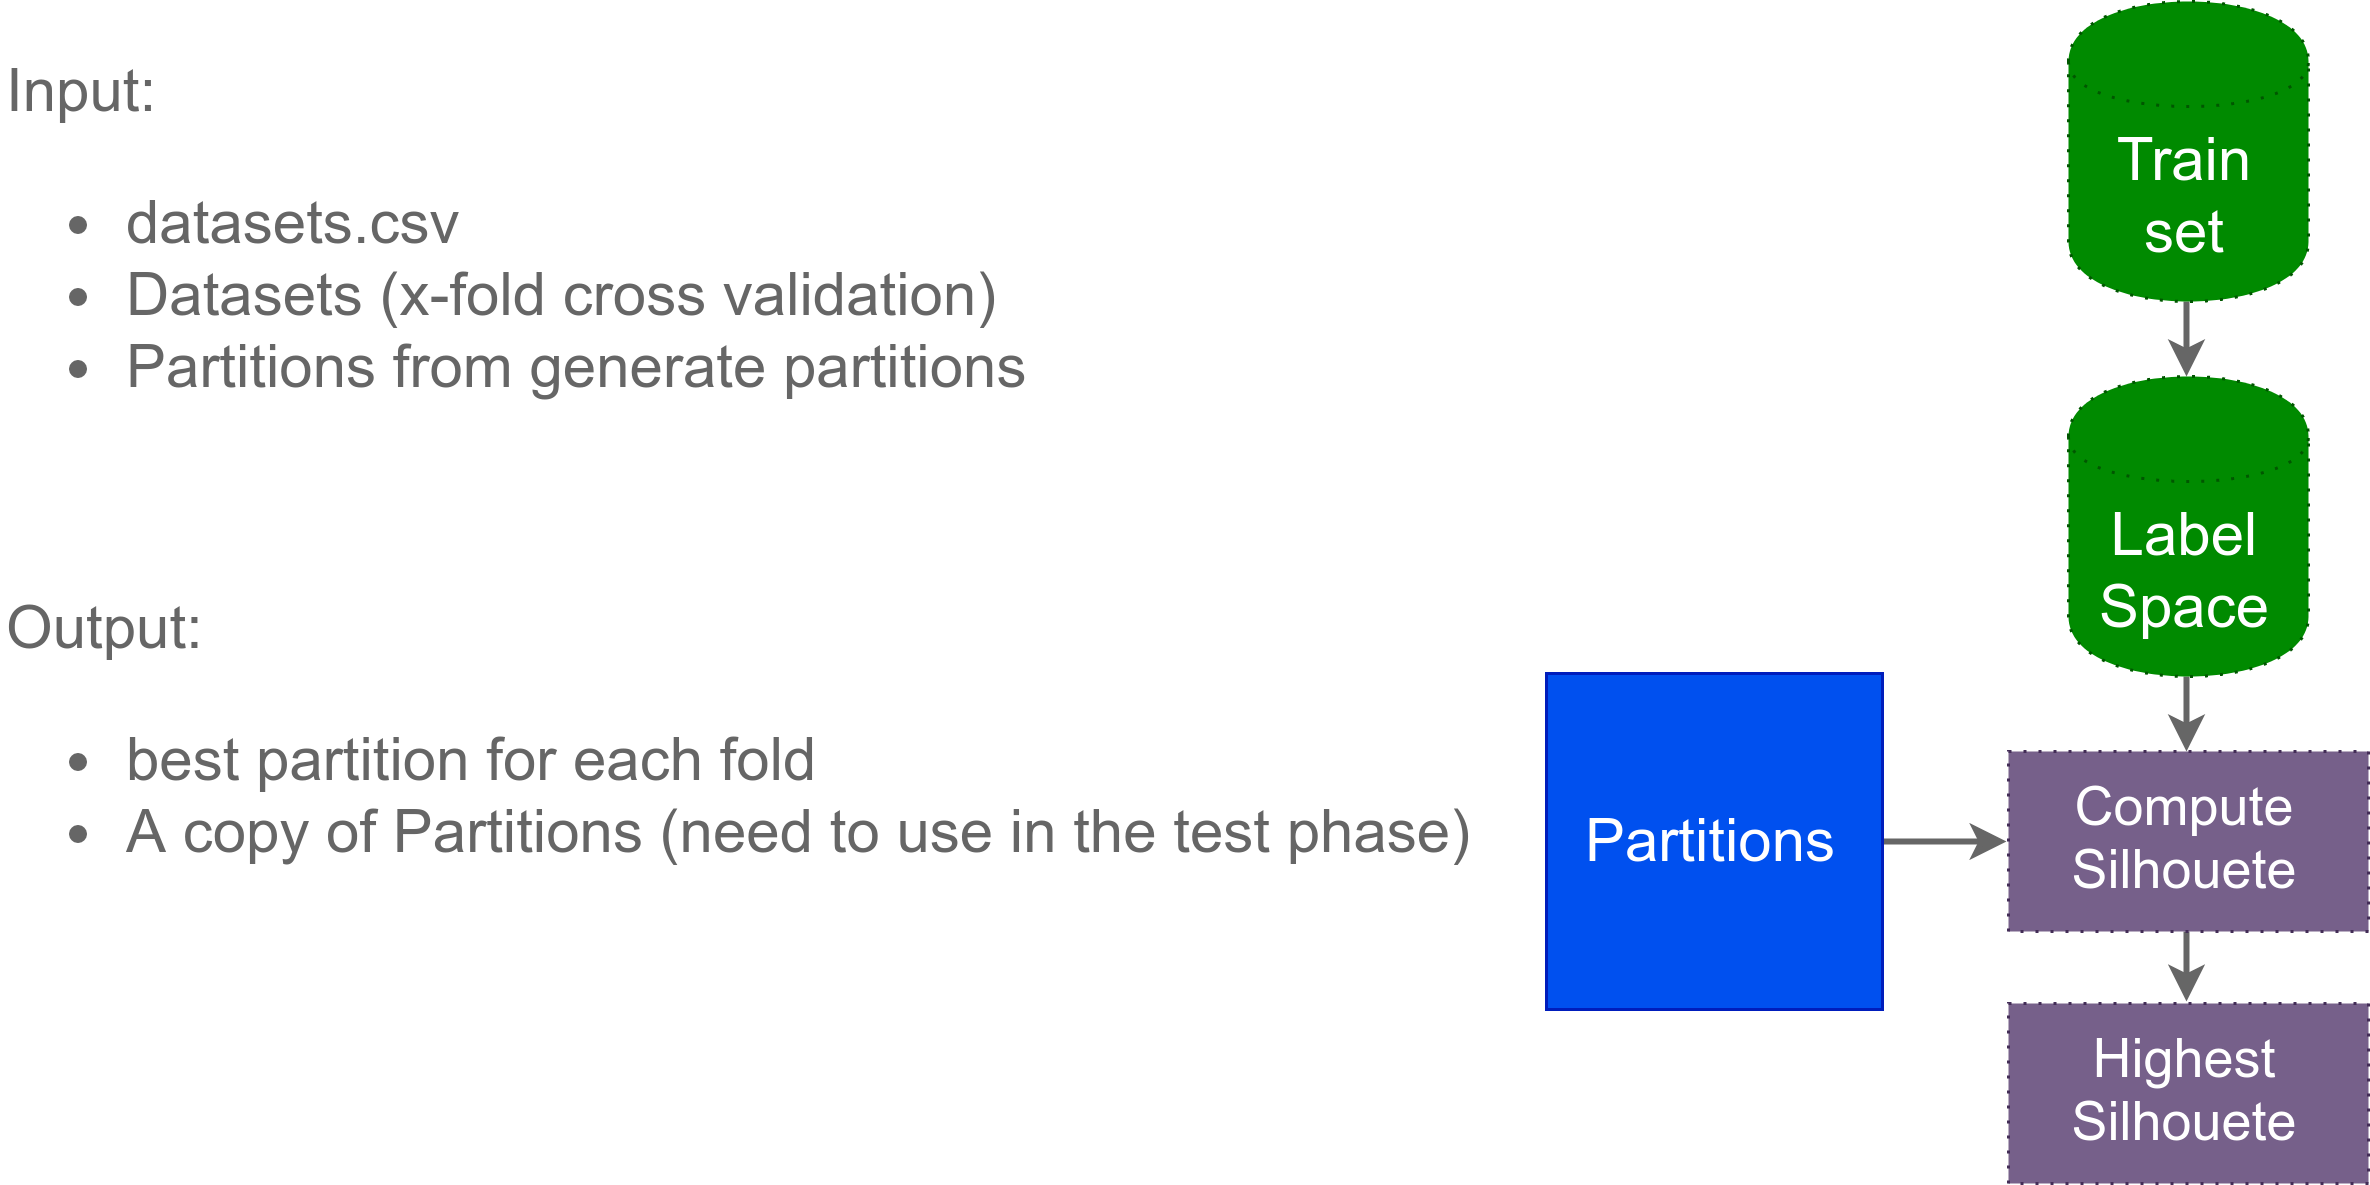 Input:
datasets.csv
Datasets (x-fold cross validation)
Partitions from generate partitions
Output:
best partition for each fold
A copy of Partitions (need to use in the test phase)
Train
set
Label
Space
Partitions
Compute
Silhouete
Highest
Silhouete